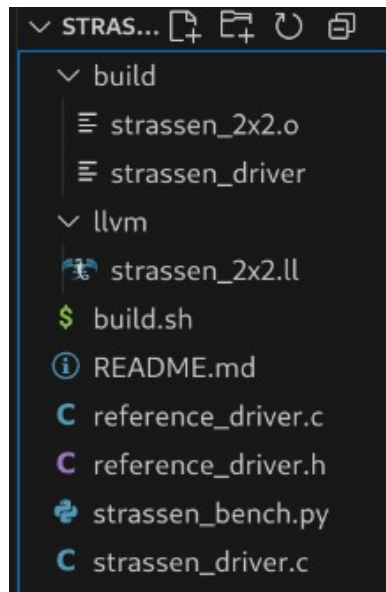 STRAS...
build
strassen_2x2.o
strassen_driver
llvm
strassen_2x2.ll
$ build.sh
README.md
C reference_driver.c
C reference_driver.h
strassen_bench.py
C strassen_driver.c